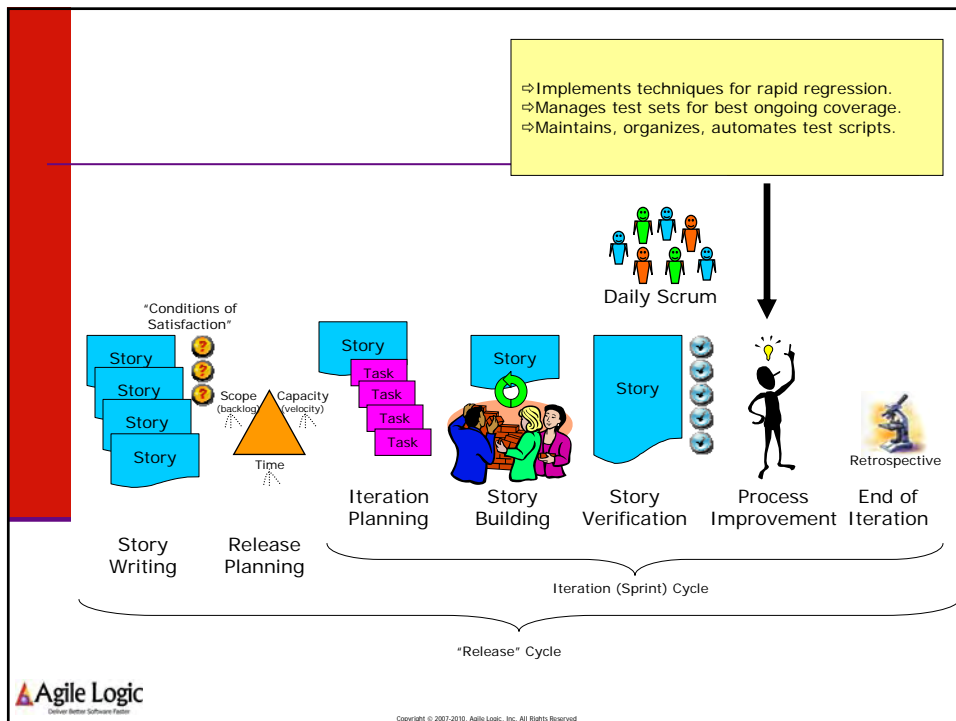 ⇨Implements techniques for rapid regression.
⇨Manages test sets for best ongoing coverage.
⇨Maintains, organizes, automates test scripts.
Daily Scrum
"Conditions of
Satisfaction"
Story
Story
Story
Story
?
?
?
Scope
(backlog)
Capacity
(velocity)
Time
Story
Task
Task
Task
Task
Story
Story
Retrospective
Story
Writing
Release
Planning
Iteration
Planning
Story
Building
Story
Verification
Process
Improvement
End of
Iteration
Iteration (Sprint) Cycle
"Release" Cycle
Agile Logic
Deliver Better Software Faster
Copyright © 2007-2010, Agile Logic, Inc. All Rights Reserved